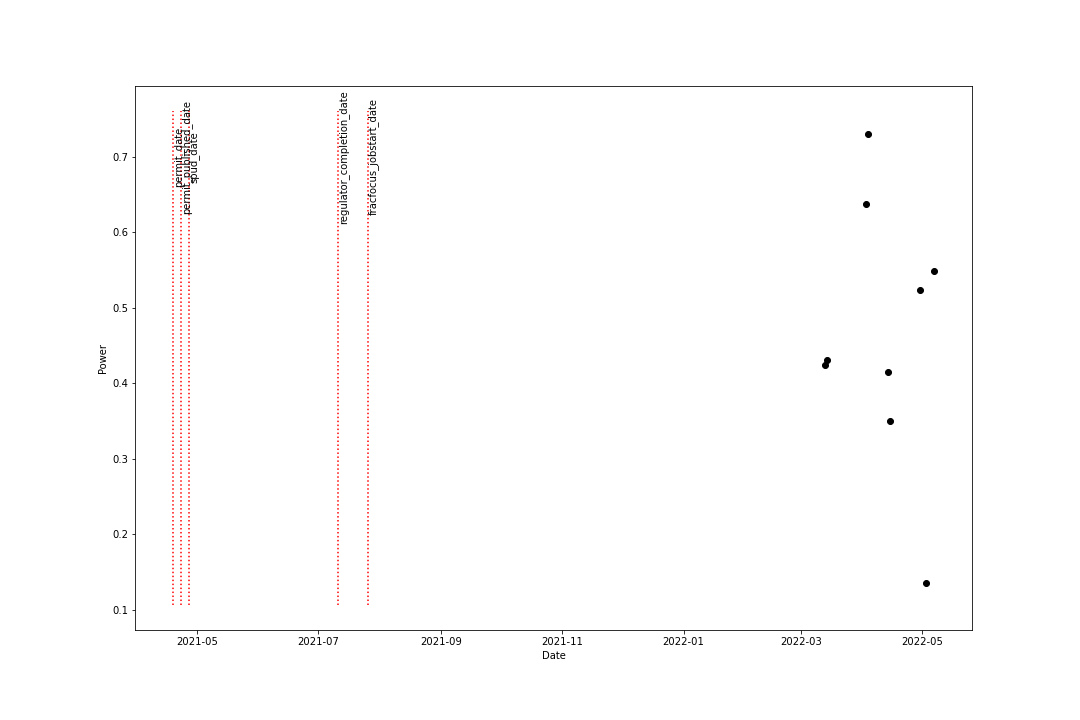 permit_date
permit_published_date
spud_date
regulator_completion_date
fracfocus_jobstart_date
Power
0.7
0.6
0.5
0.4
0.3
0.2
0.1
2021-05
2021-07
2021-09
2021-11
2022-01
2022-03
2022-05
Date